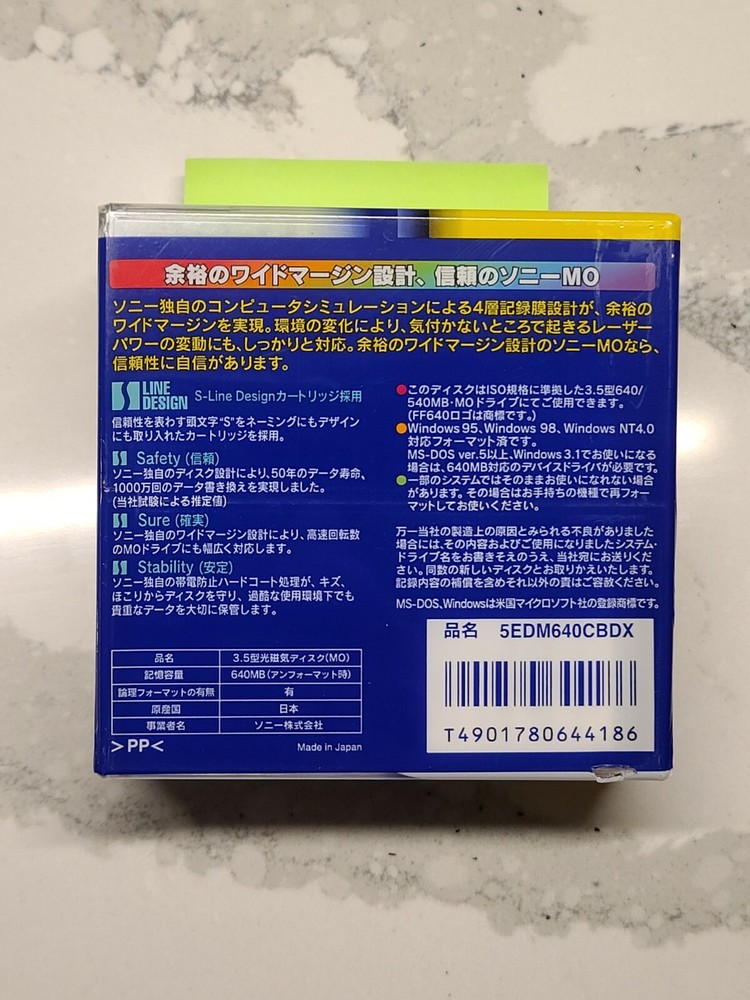 余裕のワイドマージン設計、信頼のソニーMO
ソニー独自のコンピュータシミュレーションによる4層記録膜設計が、余裕の
ワイドマージンを実現。環境の変化により、気付かないところで起きるレーザー
パワーの変動にも、しっかりと対応。余裕のワイドマージン設計のソニーMOなら、
信頼性に自信があります。
S LINE DESIGN S-Line Designカートリッジ採用
信頼性を表わす頭文字"S"をネーミングにもデザイン
にも取り入れたカートリッジを採用。
S Safety (信頼)
ソニー独自のディスク設計により、50年のデータ寿命、
1000万回のデータ書き換えを実現しました。
(当社試験による推定値)
S Sure (確実)
ソニー独自のワイドマージン設計により、高速回転数
のMOドライブにも幅広く対応します。
S Stability (安定)
ソニー独自の帯電防止ハードコート処理が、キズ、
ほこりからディスクを守り、過酷な使用環境下でも
貴重なデータを大切に保管します。
品名 3.5型光磁気ディスク(MO)
記憶容量 640MB(アンフォーマット時)
論理フォーマットの有無 有
原産国 日本
事業者名 ソニー株式会社
>PP<
Made in Japan
●このディスクはISO規格に準拠した3.5型640/
540MB・MOドライブにてご使用できます。
(FF640ロゴは商標です。)
●Windows 95、Windows 98、Windows NT4.0
対応フォーマット済です。
MS-DOS ver.5以上、Windows 3.1でお使いになる
場合は、640MB対応のデバイスドライバが必要です。
●一部のシステムではそのままお使いになれない場合
があります。その場合はお手持ちの機種で再フォー
マットしてお使いください。
万一当社の製造上の原因とみられる不良がありました
場合には、その内容およびご使用になりましたシステム・
ドライブ名をお書きそえのうえ、当社宛にお送りくだ
さい。同数の新しいディスクとお取りかえいたします。
記録内容の補償を含めそれ以外の責はご容赦ください。
MS-DOS、Windowsは米国マイクロソフト社の登録商標です。
品名 5EDM640CBDX
T4901780644186